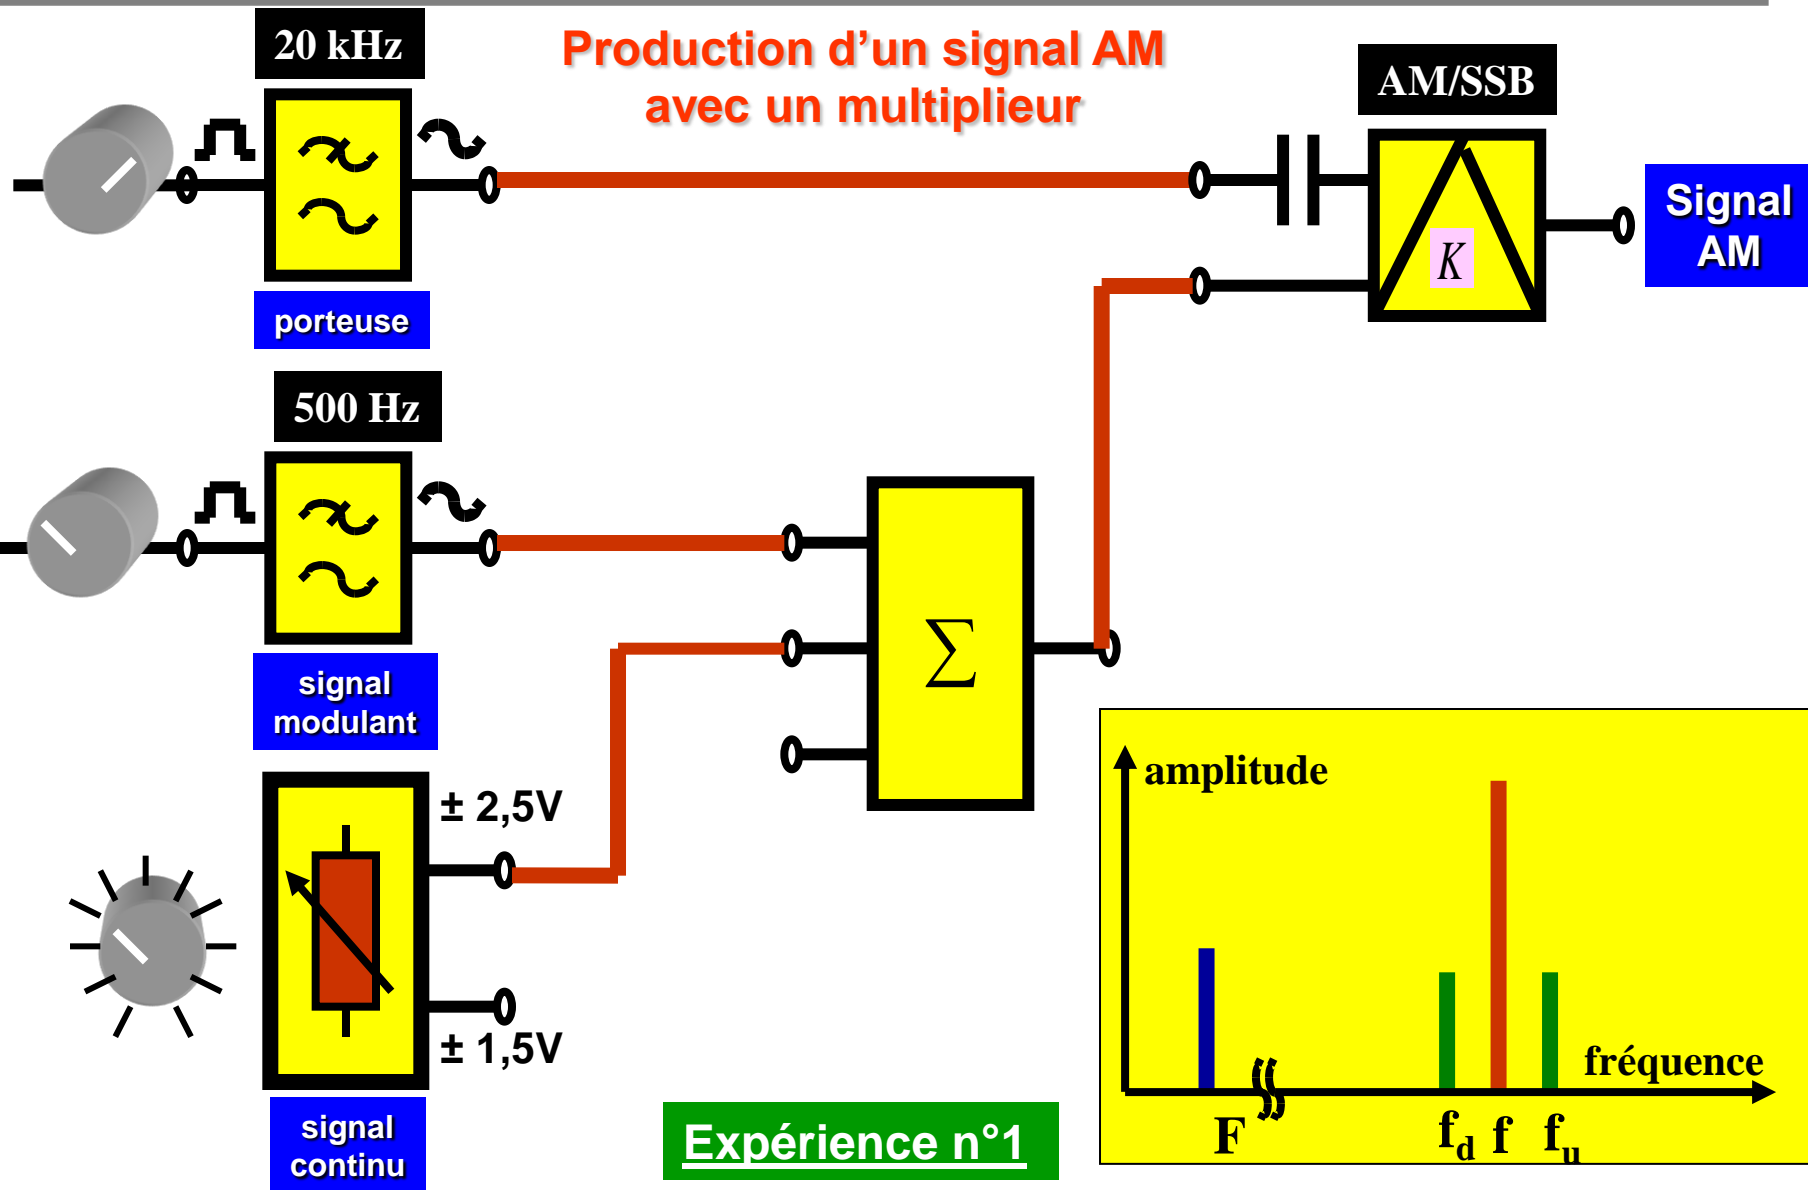 20 kHz
Production d’un signal AM
avec un multiplieur
AM/SSB
Signal
AM
K
porteuse
500 Hz
signal
modulant
∑
± 2,5V
± 1,5V
signal
continu
amplitude
fréquence
F
fd
f
fu
Expérience n°1